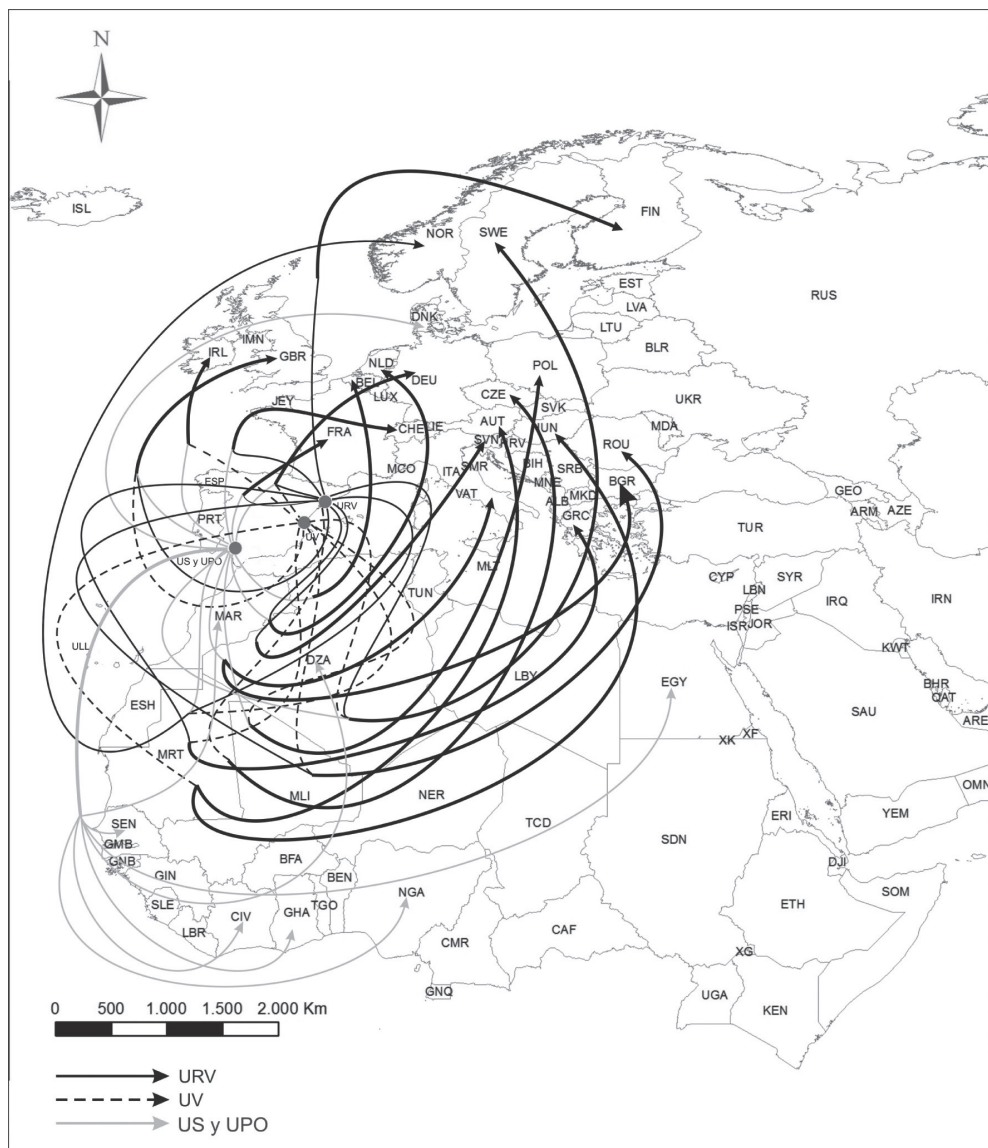 N
ISL
NOR
SWE
FIN
RUS
EST
LVA
LTU
DNK
IMN
IRL
GBR
BLR
NLD
BEL
DEU
POL
LUX
CZE
UKR
JEY
SVK
FRA
CHE
LIE
AUT
HUN
MDA
SVN
HRV
ROU
MCO
ITA
SMR
BIH
SRB
ESP
VAT
MNE
BGR
ALB
MKD
GEO
PRT
URV
GRC
ARM
AZE
UV
TUR
US y UPO
MLT
CYP
SYR
TUN
LBN
IRQ
IRN
MAR
PSE
ISR
JOR
ULL
KWT
DZA
LBY
EGY
BHR
QAT
ESH
SAU
ARE
XK
XF
MRT
OMN
MLI
NER
ERI
YEM
SEN
TCD
SDN
GMB
GNB
BFA
DJI
GIN
BEN
NGA
SOM
SLE
TGO
ETH
CIV
GHA
LBR
CAF
CMR
XG
GNQ
UGA
KEN
0 500 1.000 1.500 2.000 Km
URV
UV
US y UPO